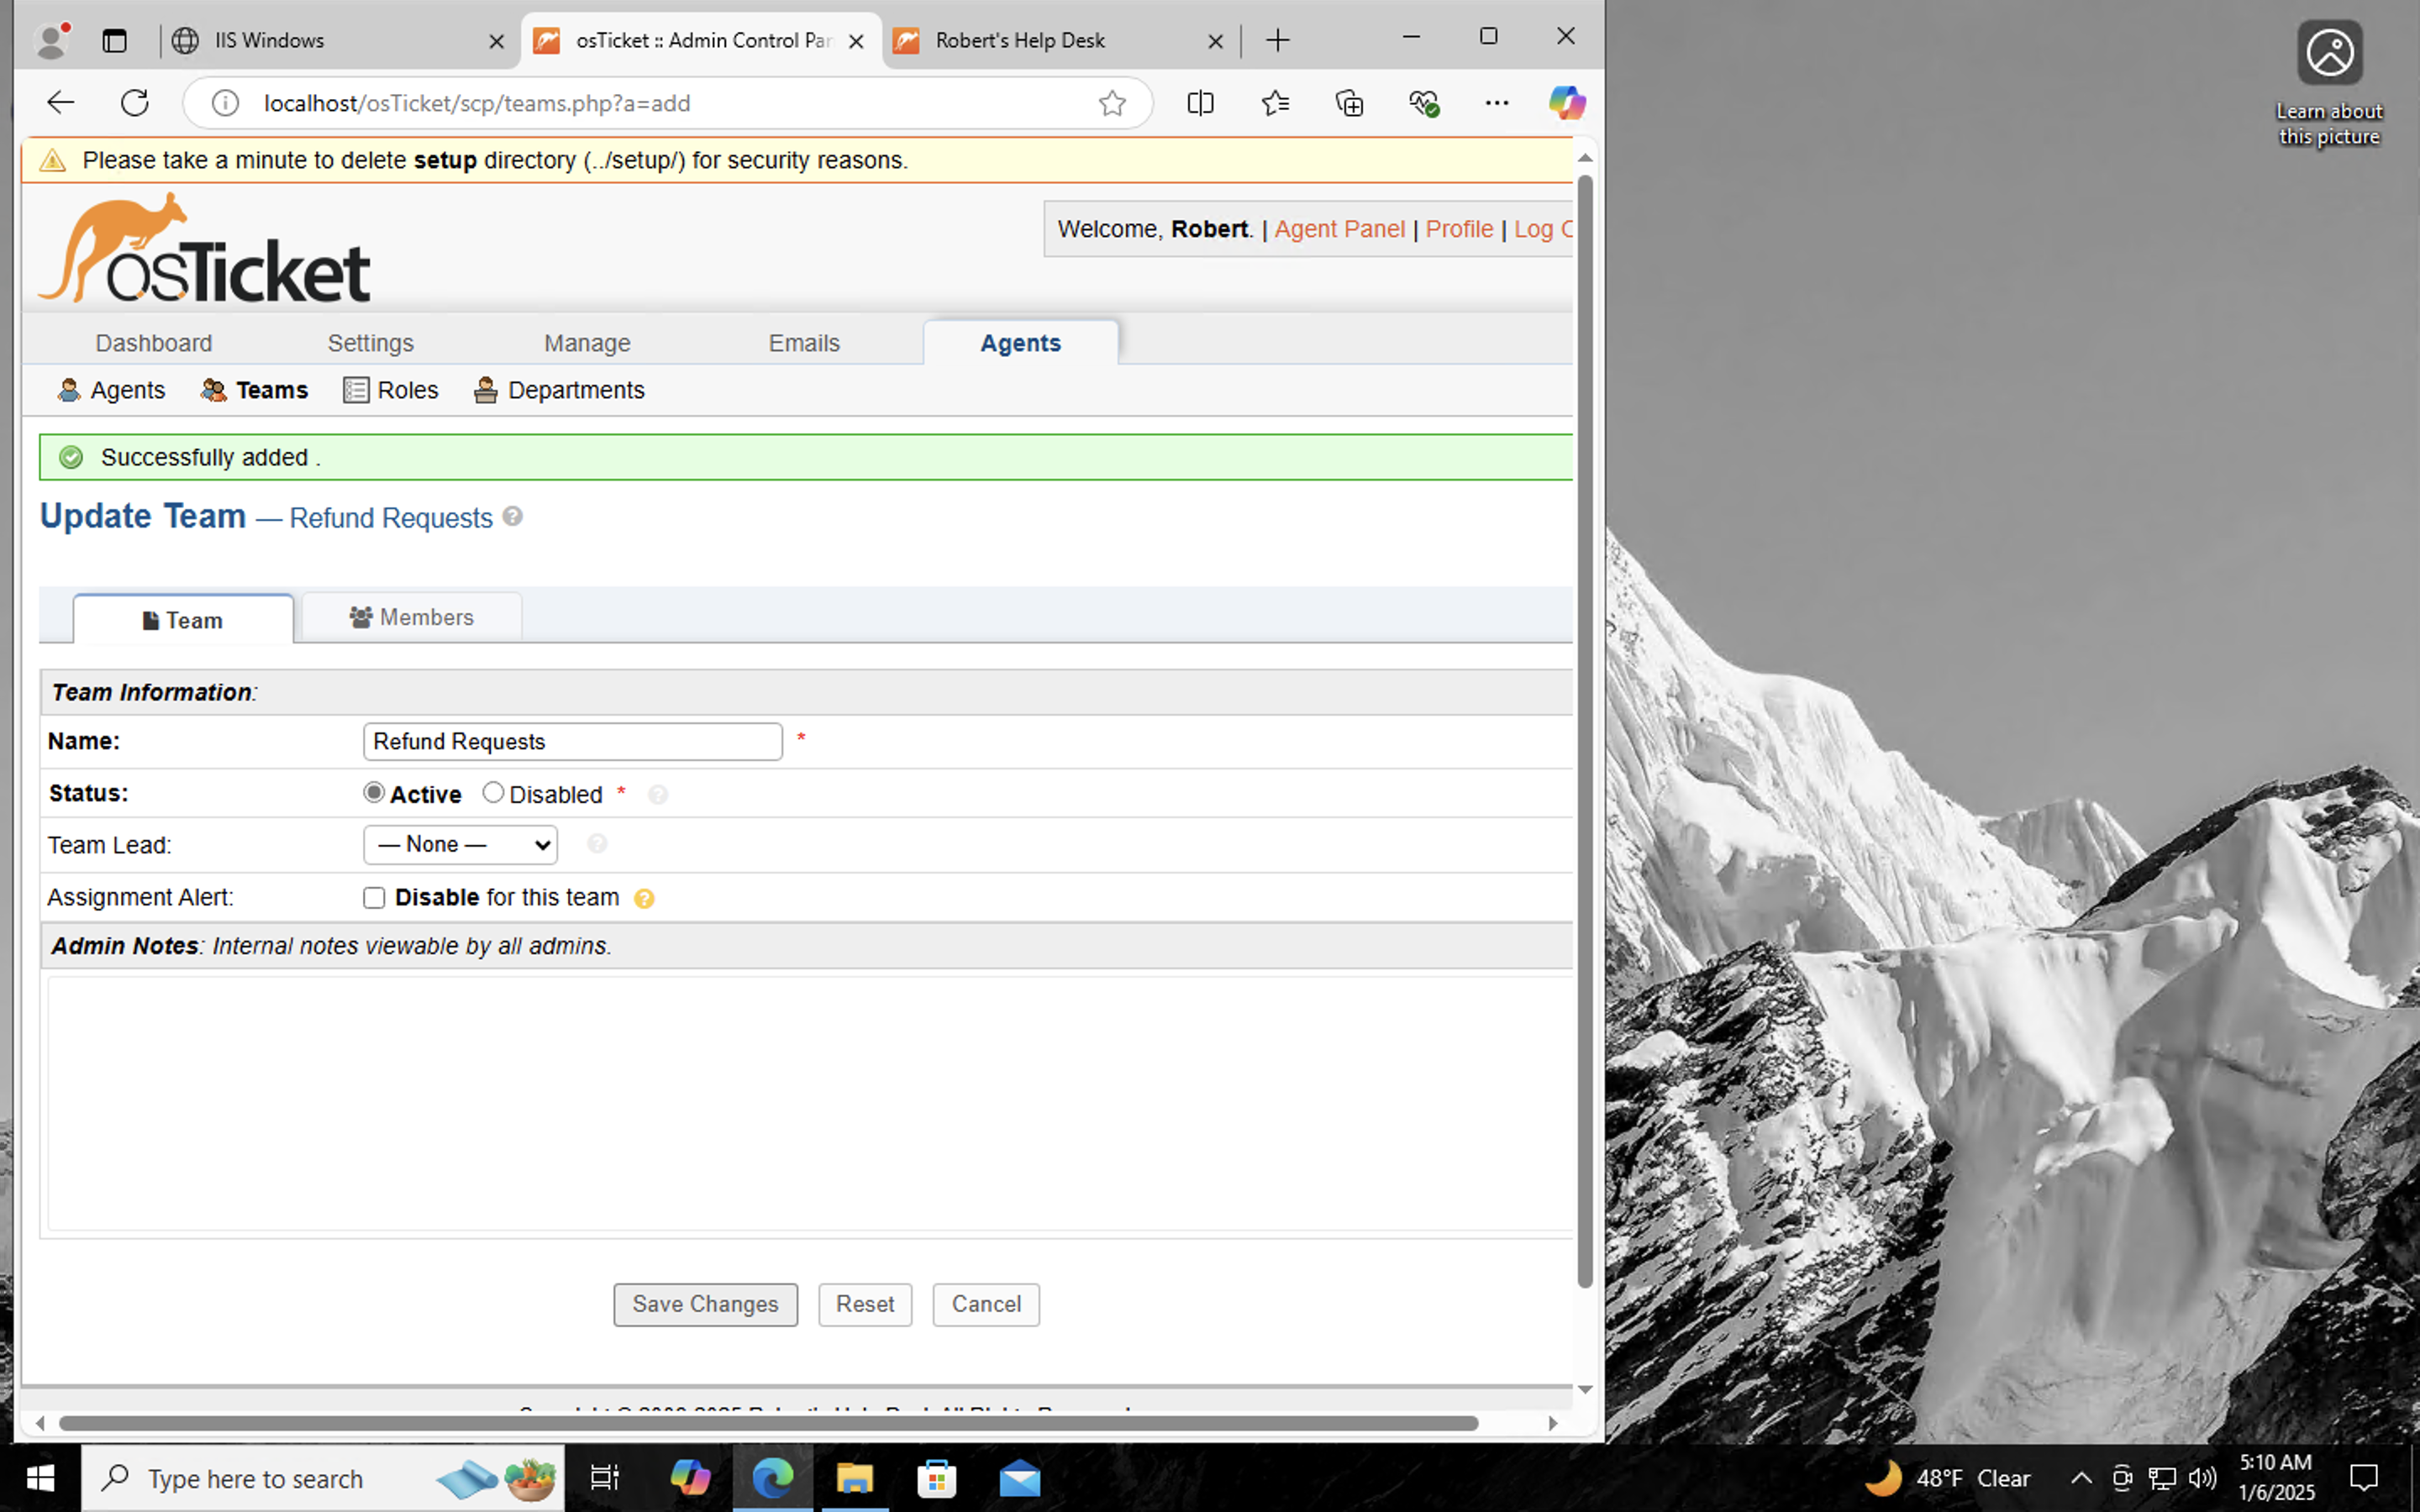 IIS Windows
osTicket :: Admin Control Par
Robert's Help Desk
localhost/osTicket/scp/teams.php?a=add
Learn about
this picture
Please take a minute to delete setup directory (../setup/) for security reasons.
osTicket
Welcome, Robert. | Agent Panel | Profile | Log O
Dashboard
Settings
Manage
Emails
Agents
Agents
Teams
Roles
Departments
Successfully added .
Update Team — Refund Requests
Team
Members
Team Information:
Name:
Refund Requests
*
Status:
Active
Disabled *
Team Lead:
— None —
Assignment Alert:
Disable for this team
Admin Notes: Internal notes viewable by all admins.
Save Changes
Reset
Cancel
Type here to search
48°F Clear
5:10 AM
1/6/2025